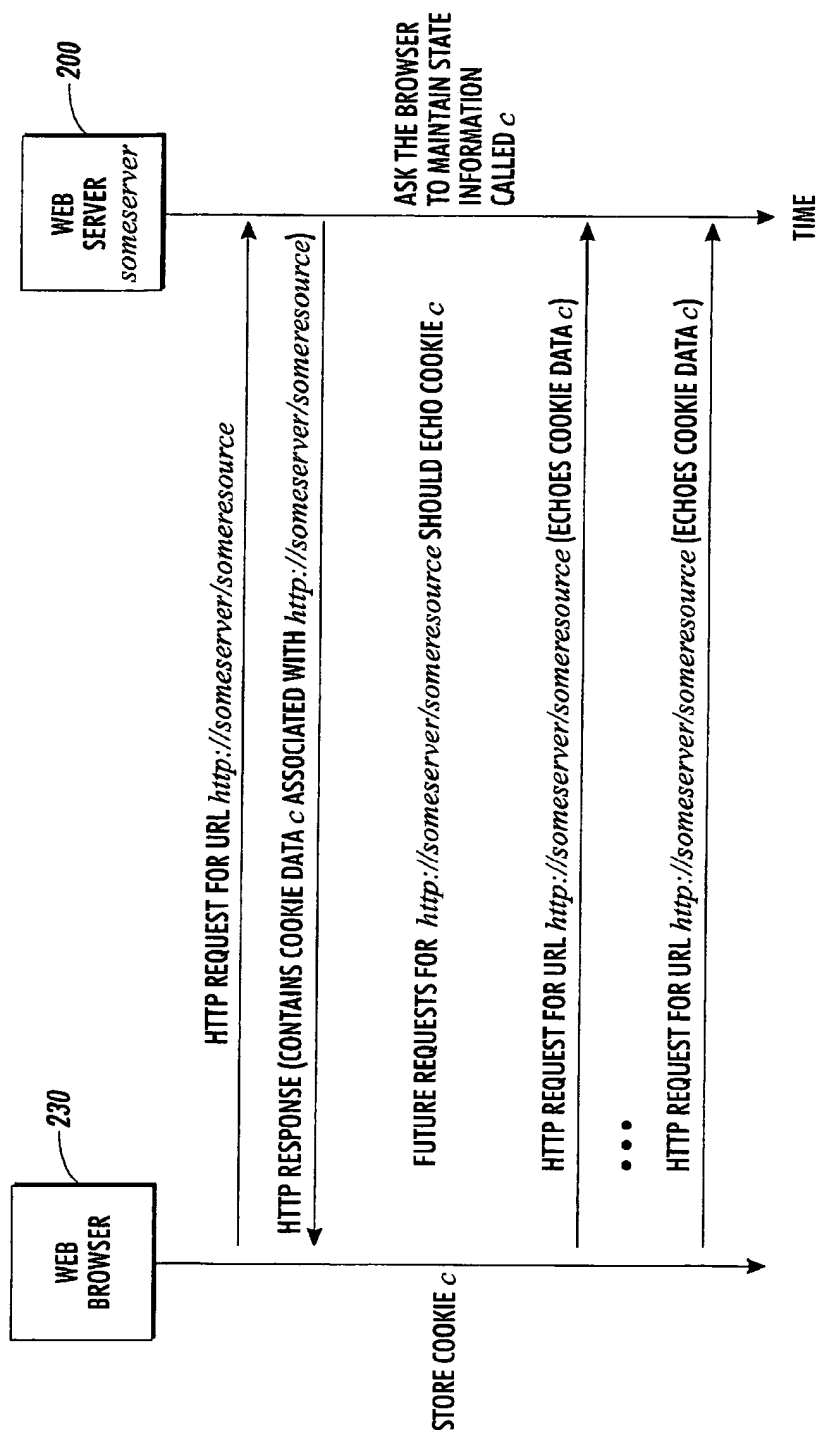 230
WEB
BROWSER
200
WEB
SERVER
someserver
HTTP REQUEST FOR URL http://someserver/someresource
HTTP RESPONSE (CONTAINS COOKIE DATA c ASSOCIATED WITH http://someserver/someresource)
STORE COOKIE c
FUTURE REQUESTS FOR http://someserver/someresource SHOULD ECHO COOKIE c
ASK THE BROWSER
TO MAINTAIN STATE
INFORMATION
CALLED c
HTTP REQUEST FOR URL http://someserver/someresource (ECHOES COOKIE DATA c)
•••
HTTP REQUEST FOR URL http://someserver/someresource (ECHOES COOKIE DATA c)
TIME